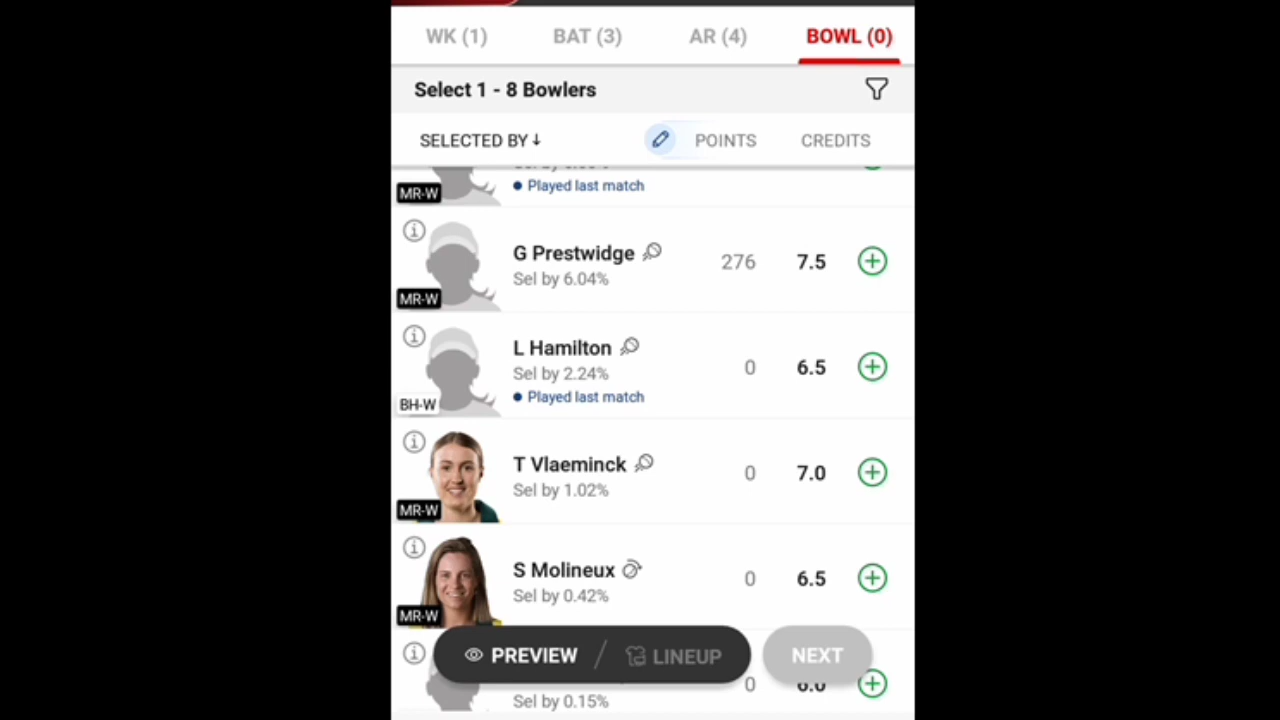 WK (1) BAT (3) AR (4) BOWL (0)
Select 1 - 8 Bowlers
SELECTED BY ↓ POINTS CREDITS
Played last match
MR-W
G Prestwidge
276 7.5
Sel by 6.04%
MR-W
L Hamilton
Sel by 2.24%
0 6.5
Played last match
BH-W
T Vlaeminck
0 7.0
Sel by 1.02%
MR-W
S Molineux
0 6.5
Sel by 0.42%
MR-W
PREVIEW / LINEUP NEXT
0 6.0
Sel by 0.15%